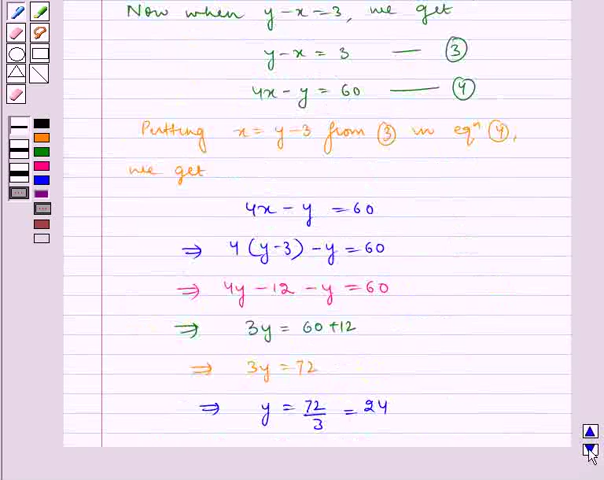 Now when y-x=3, we get
y-x = 3 — ③
4x-y = 60 — ④
Putting x = y-3 from ③ in eqⁿ ④,
we get
4x - y = 60
⇒ 4(y-3) - y = 60
⇒ 4y - 12 - y = 60
⇒ 3y = 60 + 12
⇒ 3y = 72
⇒ y = 72/3 = 24